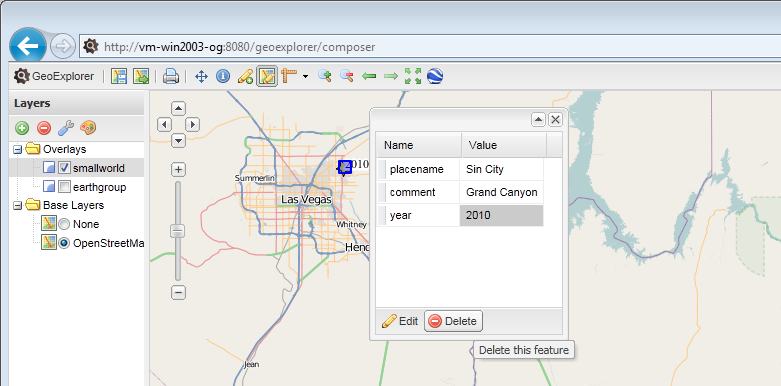 http://vm-win2003-og:8080/geoexplorer/composer
GeoExplorer
Layers
Overlays
smallworld
earthgroup
Base Layers
None
OpenStreetMa
Summerlin
Las Vegas
Whitney
Hend
Jean
2010
Name Value
placename Sin City
comment Grand Canyon
year 2010
Edit Delete
Delete this feature